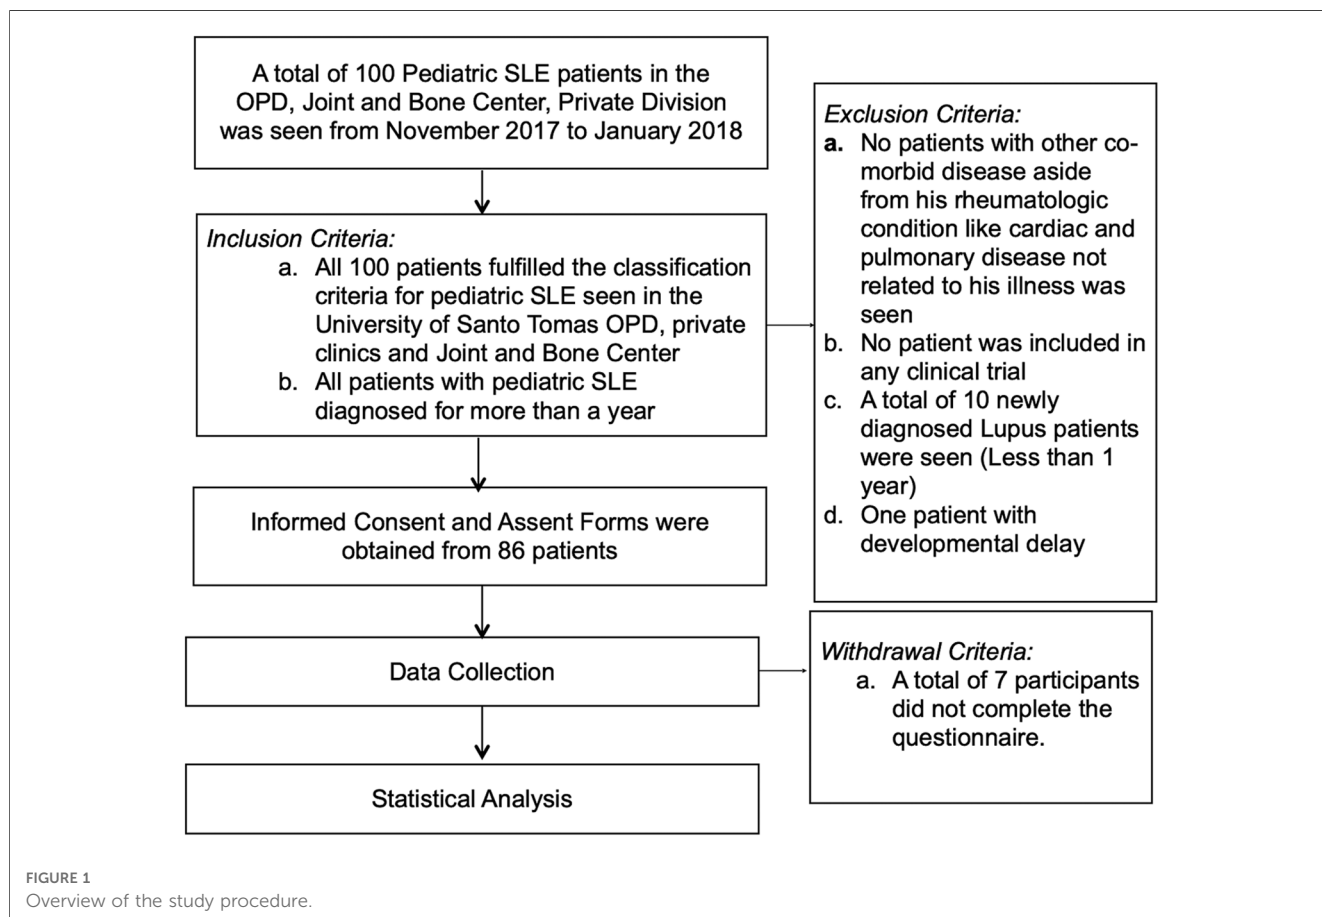 A total of 100 Pediatric SLE patients in the
OPD, Joint and Bone Center, Private Division
was seen from November 2017 to January 2018
Inclusion Criteria:
a. All 100 patients fulfilled the classification
criteria for pediatric SLE seen in the
University of Santo Tomas OPD, private
clinics and Joint and Bone Center
b. All patients with pediatric SLE
diagnosed for more than a year
Exclusion Criteria:
a. No patients with other co-
morbid disease aside
from his rheumatologic
condition like cardiac and
pulmonary disease not
related to his illness was
seen
b. No patient was included in
any clinical trial
c. A total of 10 newly
diagnosed Lupus patients
were seen (Less than 1
year)
d. One patient with
developmental delay
Informed Consent and Assent Forms were
obtained from 86 patients
Data Collection
Withdrawal Criteria:
a. A total of 7 participants
did not complete the
questionnaire.
Statistical Analysis
FIGURE 1
Overview of the study procedure.